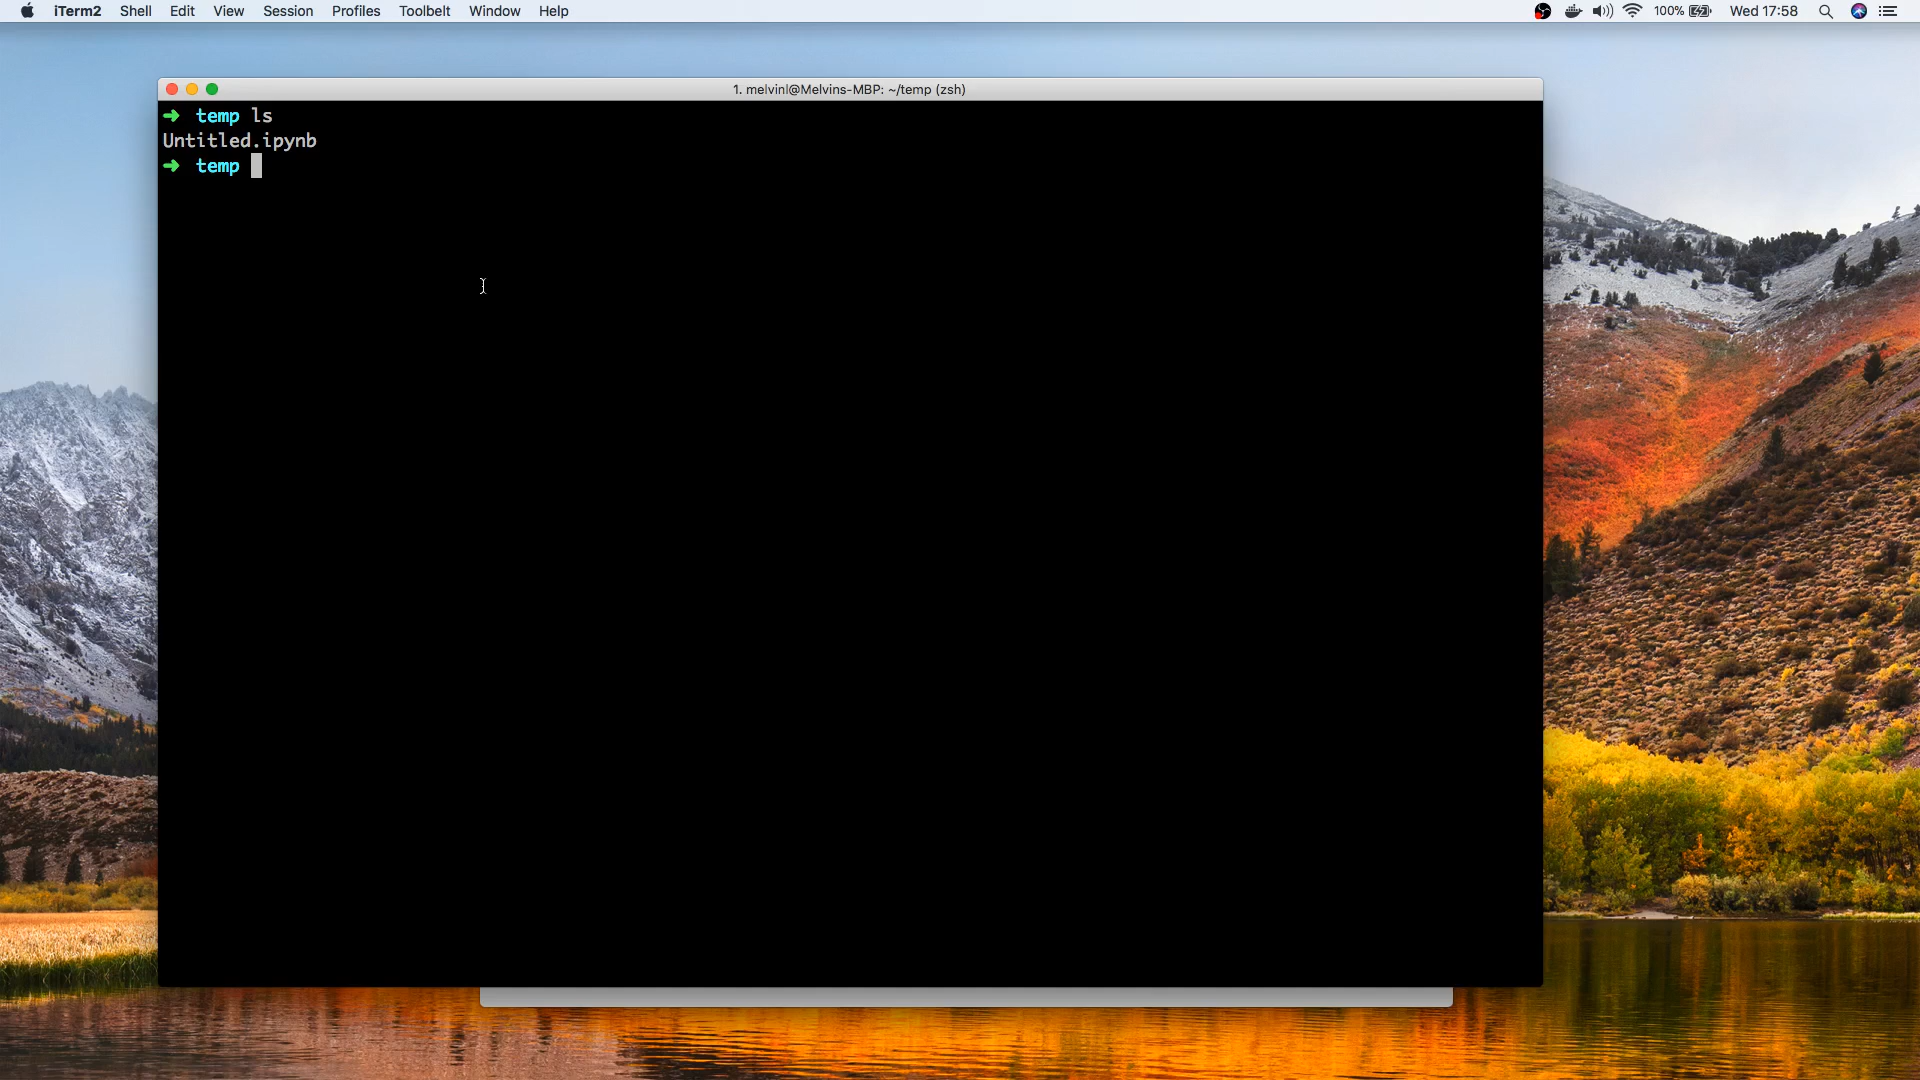 iTerm2 Shell Edit View Session Profiles Toolbelt Window Help 100% Wed 17:58
1. melvinl@Melvins-MBP: ~/temp (zsh)
➜ temp ls
Untitled.ipynb
➜ temp